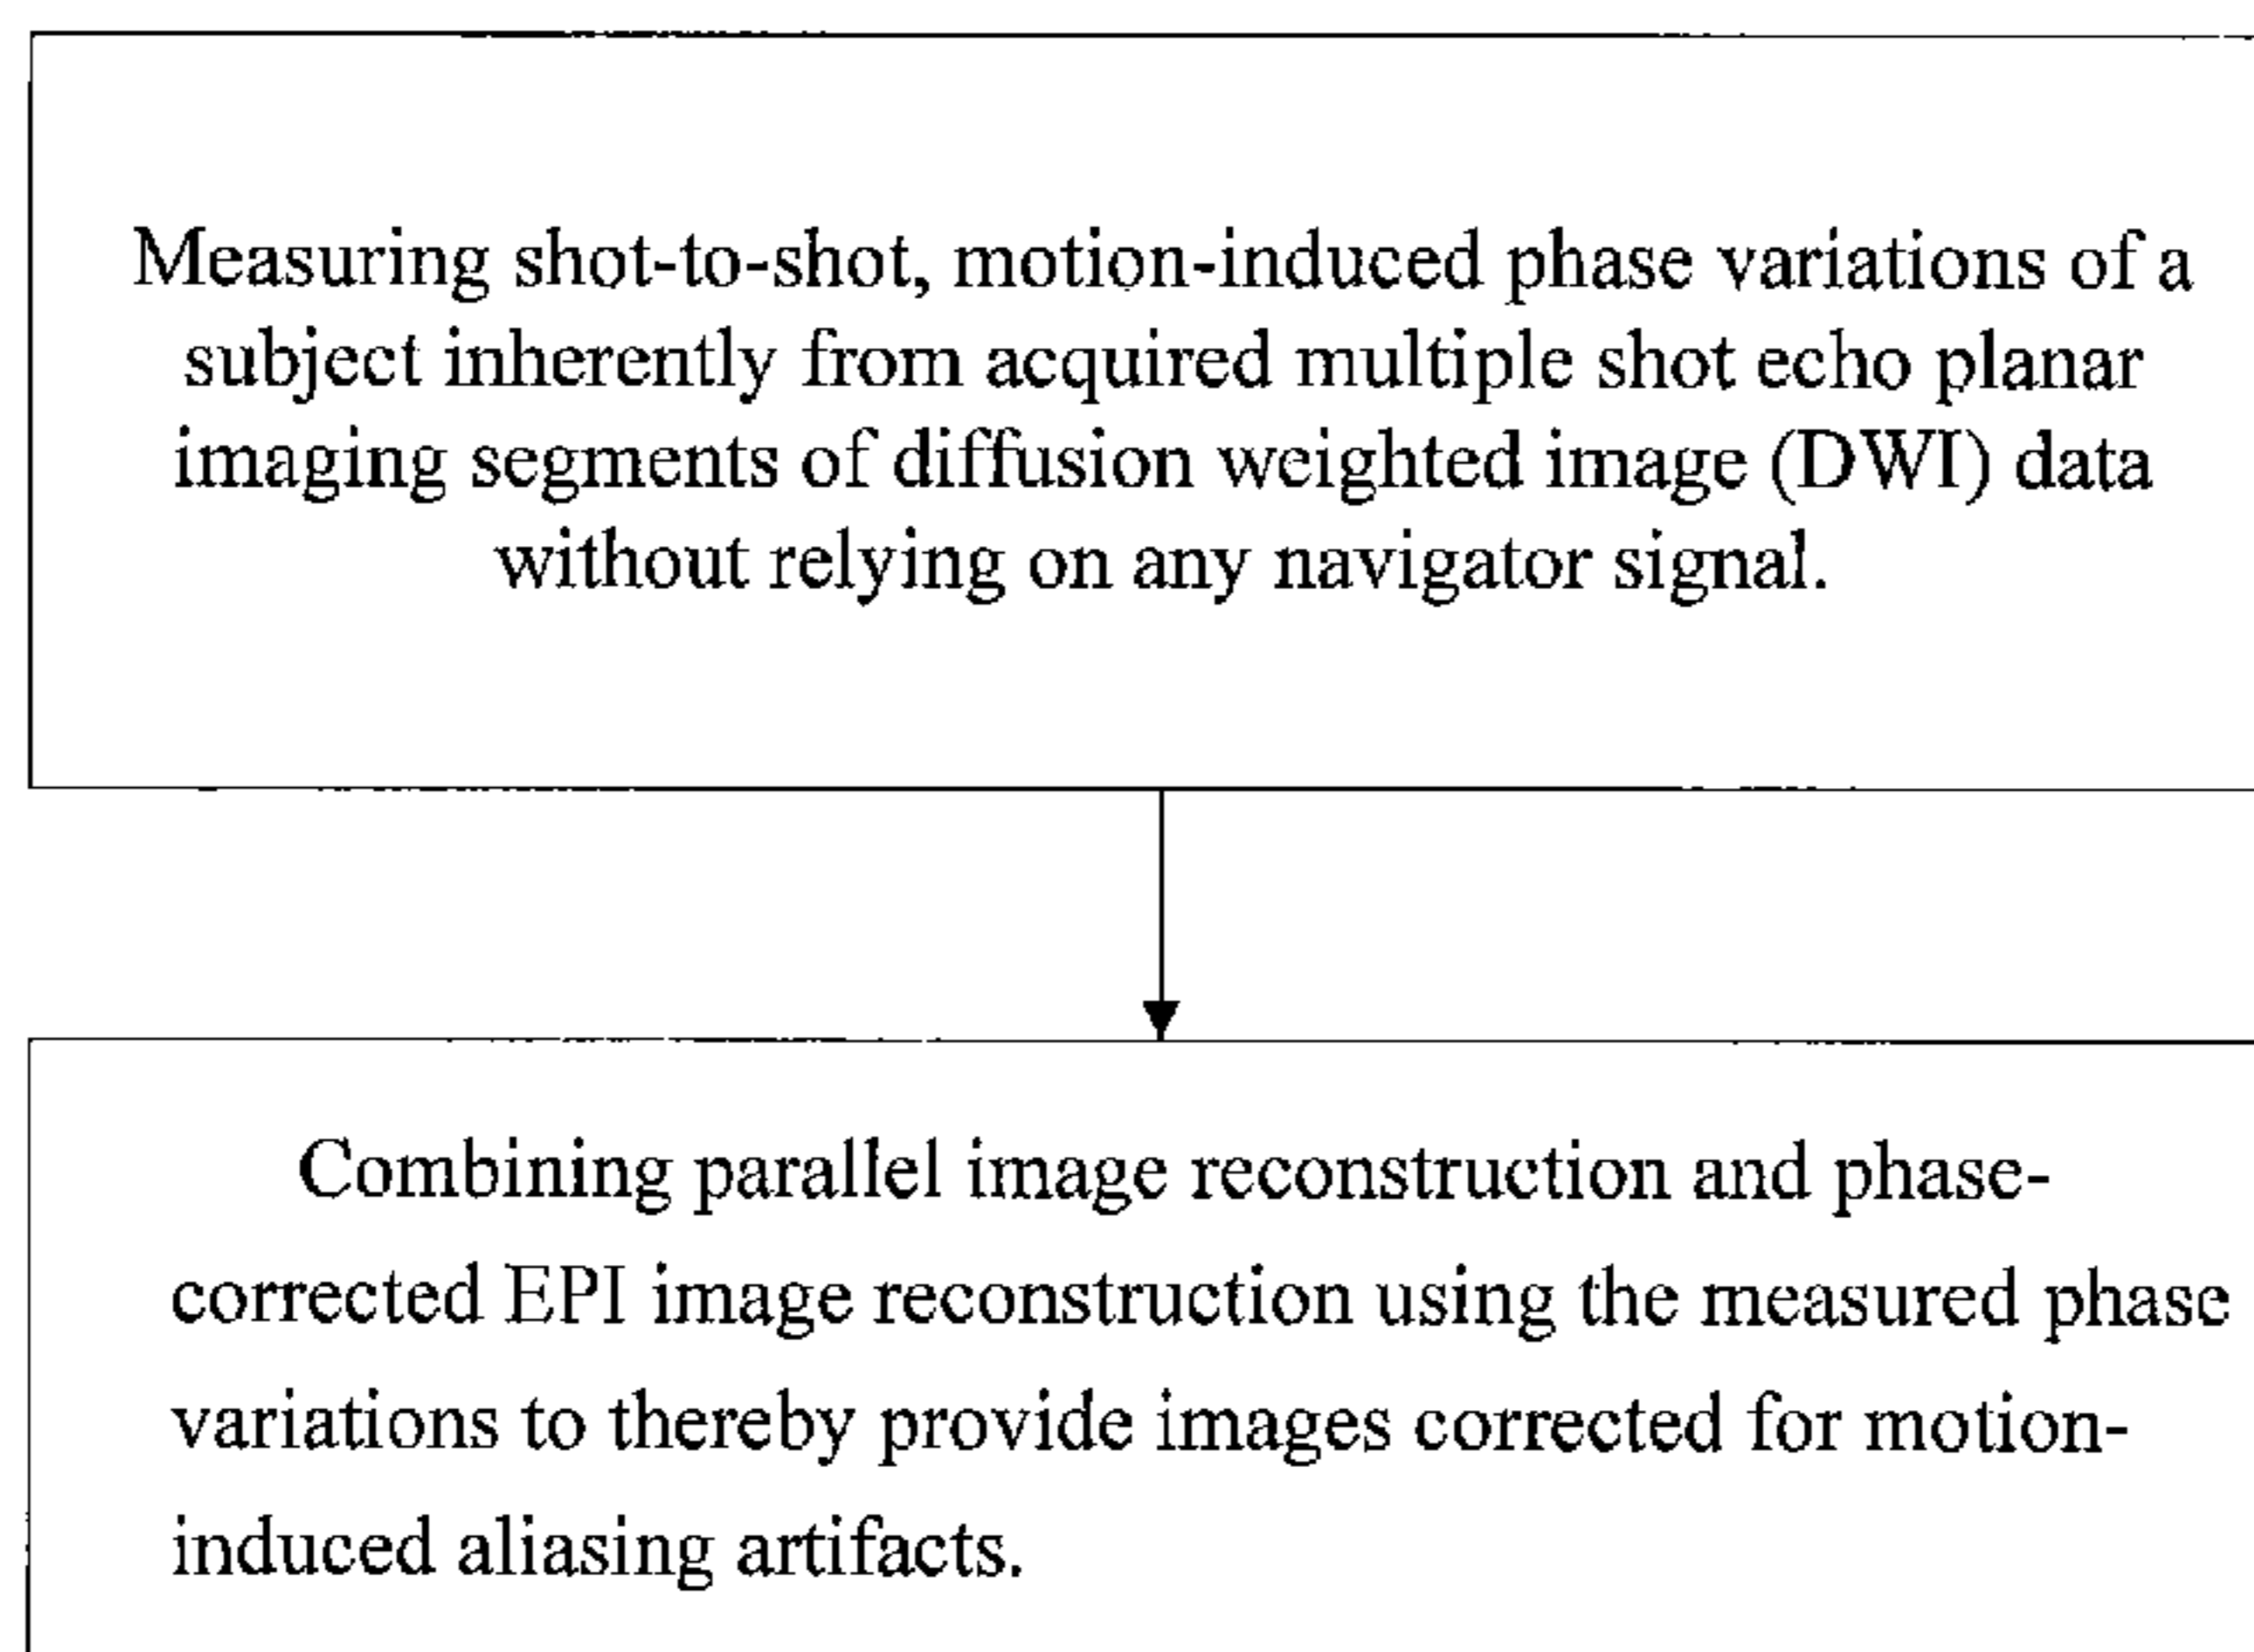 Measuring shot-to-shot, motion-induced phase variations of a
subject inherently from acquired multiple shot echo planar
imaging segments of diffusion weighted image (DWI) data
without relying on any navigator signal.
Combining parallel image reconstruction and phase-
corrected EPI image reconstruction using the measured phase
variations to thereby provide images corrected for motion-
induced aliasing artifacts.